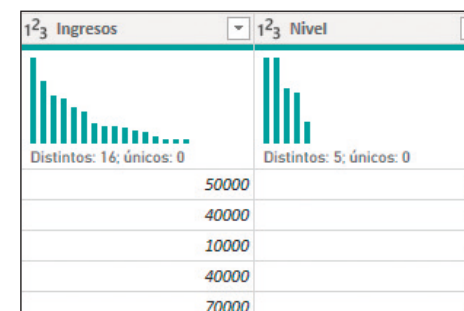 1²3 Ingresos 1²3 Nivel
Distintos: 16; únicos: 0 Distintos: 5; únicos: 0
50000
40000
10000
40000
70000